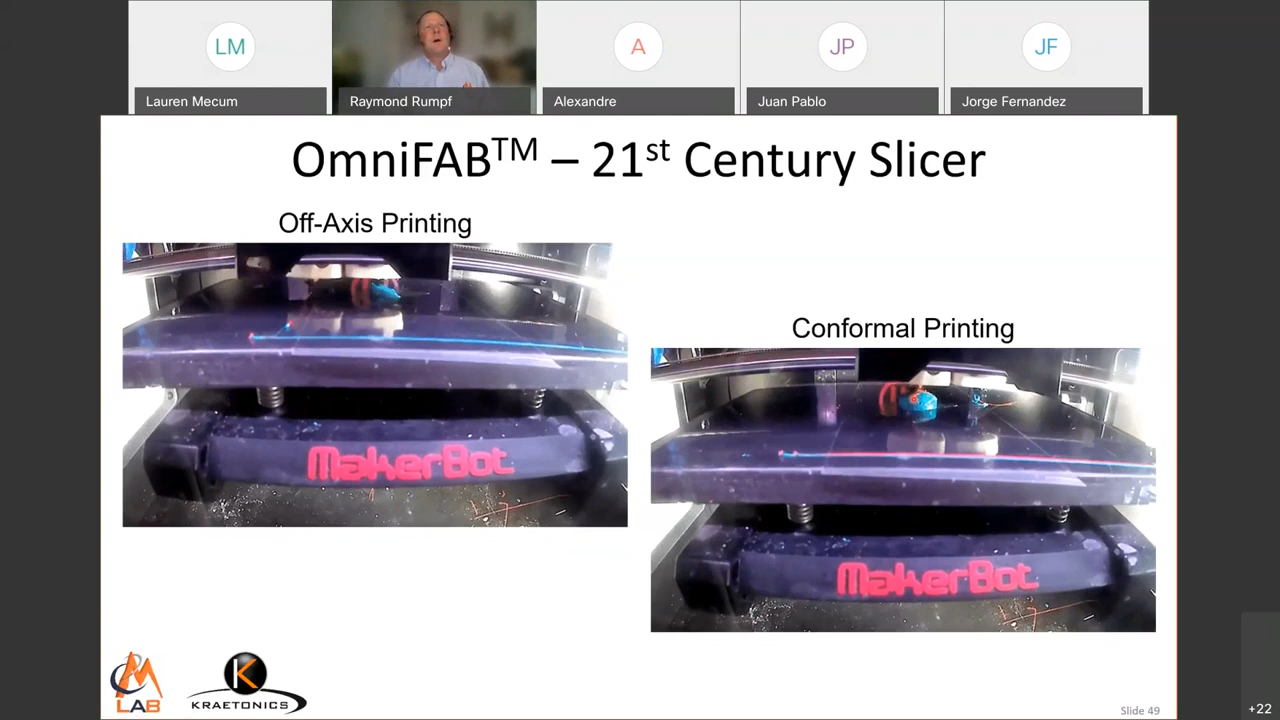 LM
A
JP
JF
Lauren Mecum
Raymond Rumpf
Alexandre
Juan Pablo
Jorge Fernandez
OmniFAB™ – 21st Century Slicer
Off-Axis Printing
Conformal Printing
MakerBot
MakerBot
EM LAB
K
KRAETONICS
Slide 49
+22